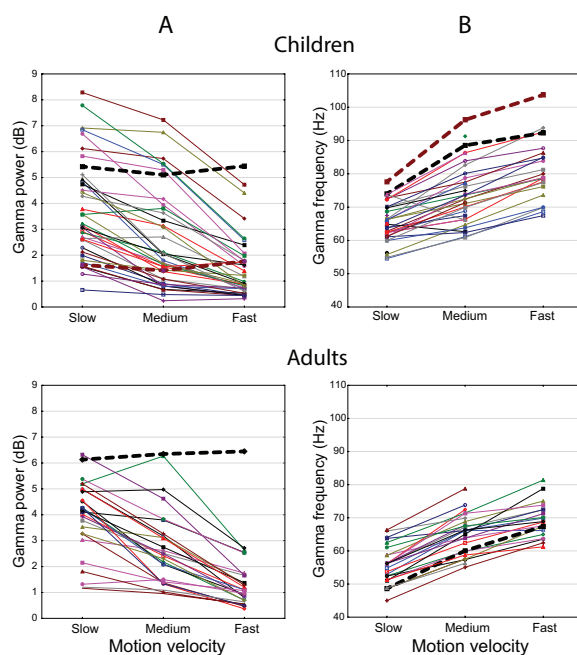 A B
Children
Gamma power (dB)
9
8
7
6
5
4
3
2
1
0
Slow Medium Fast
Gamma frequency (Hz)
110
100
90
80
70
60
50
40
Slow Medium Fast
Adults
Gamma power (dB)
9
8
7
6
5
4
3
2
1
0
Slow Medium Fast
Motion velocity
Gamma frequency (Hz)
110
100
90
80
70
60
50
40
Slow Medium Fast
Motion velocity